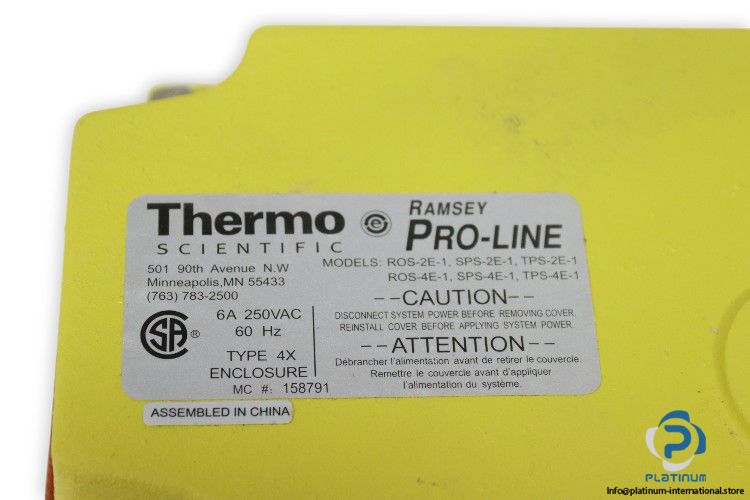 Thermo
SCIENTIFIC
RAMSEY
PRO-LINE
501 90th Avenue N.W
Minneapolis,MN 55433
(763) 783-2500
MODELS: ROS-2E-1, SPS-2E-1, TPS-2E-1
ROS-4E-1, SPS-4E-1, TPS-4E-1
--CAUTION--
DISCONNECT SYSTEM POWER BEFORE REMOVING COVER.
REINSTALL COVER BEFORE APPLYING SYSTEM POWER.
--ATTENTION--
Débrancher l'alimentation avant de retirer le couvercle.
Remettre le couvercle avant d'appliquer
l'alimentation du système.
SA ®
6A 250VAC
60 Hz
TYPE 4X
ENCLOSURE
MC #: 158791
ASSEMBLED IN CHINA
PLATINUM
Info@platinum-international.store